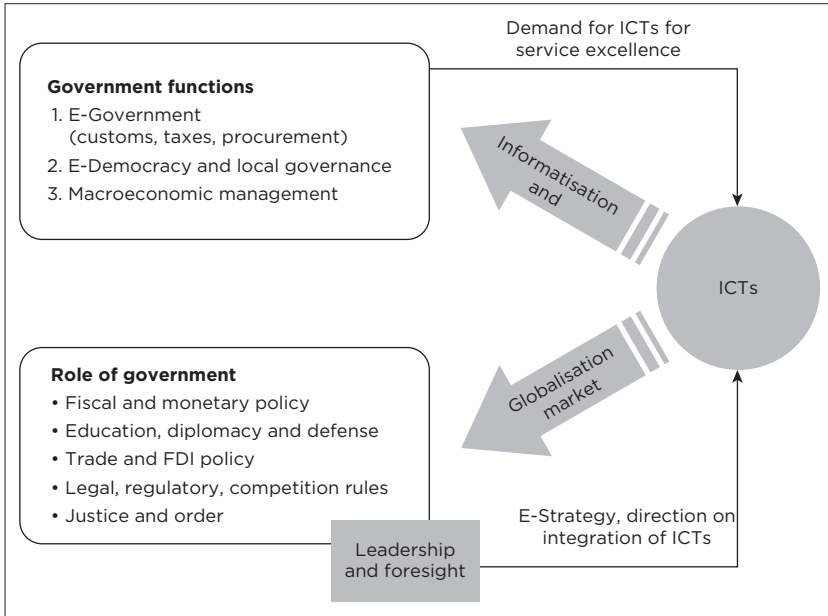 Demand for ICTs for
service excellence
Government functions
1. E-Government
(customs, taxes, procurement)
2. E-Democracy and local governance
3. Macroeconomic management
Informatisation
and
ICTs
Role of government
• Fiscal and monetary policy
• Education, diplomacy and defense
• Trade and FDI policy
• Legal, regulatory, competition rules
• Justice and order
Globalisation
market
Leadership
and foresight
E-Strategy, direction on
integration of ICTs